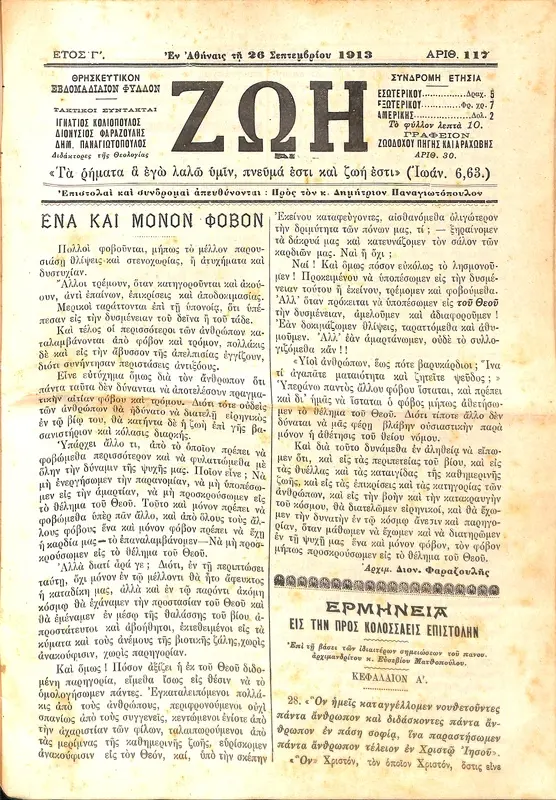 ΕΤΟΣ Γ'.
Ἐν Ἀθήναις τῇ 26 Σεπτεμβρίου 1913
ΑΡΙΘ. 117
ΘΡΗΣΚΕΥΤΙΚΟΝ
ΕΒΔΟΜΑΔΙΑΙΟΝ ΦΥΛΛΟΝ
ΤΑΚΤΙΚΟΙ ΣΥΝΤΑΚΤΑΙ
ΙΓΝΑΤΙΟΣ ΚΟΛΙΟΠΟΥΛΟΣ
ΔΙΟΝΥΣΙΟΣ ΦΑΡΑΖΟΥΛΗΣ
ΔΗΜ. ΠΑΝΑΓΙΩΤΟΠΟΥΛΟΣ
Διδάκτορες τῆς Θεολογίας
ΖΩΗ
ΣΥΝΔΡΟΜΗ ΕΤΗΣΙΑ
ΕΣΩΤΕΡΙΚΟΥ..............Δραχ. 5
ΕΞΩΤΕΡΙΚΟΥ..............Φρ. χρ. 7
ΑΜΕΡΙΚΗΣ..............Δολ. 2
Τὸ φύλλον λεπτὰ 10.
ΓΡΑΦΕΙΟΝ
ΖΩΟΔΟΧΟΥ ΠΗΓΗΣ ΚΑΙ ΑΡΑΧΩΒΗΣ
ΑΡΙΘ. 30.
«Τὰ ῥήματα ἃ ἐγὼ λαλῶ ὑμῖν, πνεῦμά ἐστι καὶ ζωή ἐστι» (Ἰωάν. 6,63.)
Ἐπιστολαὶ καὶ συνδρομαὶ ἀπευθύνονται : Πρὸς τὸν κ. Δημήτριον Παναγιωτόπουλον
ΕΝΑ ΚΑΙ ΜΟΝΟΝ ΦΟΒΟΝ
Πολλοὶ φοβοῦνται, μήπως τὸ μέλλον παρου-
σιάσῃ θλίψεις καὶ στενοχωρίας, ἢ ἀτυχήματα καὶ
δυστυχίαν.
Ἄλλοι τρέμουν, ὅταν κατηγοροῦνται καὶ ἀκού-
ουν, ἀντὶ ἐπαίνων, ἐπικρίσεις καὶ ἀποδοκιμασίας.
Μερικοὶ ταράττονται ἐπὶ τῇ ὑπονοίᾳ, ὅτι ὑπέ-
πεσαν εἰς τὴν δυσμένειαν τοῦ δεῖνα ἢ τοῦ τάδε.
Καὶ τέλος οἱ περισσότεροι τῶν ἀνθρώπων κα-
ταλαμβάνονται ἀπὸ φόβον καὶ τρόμον, πολλάκις
δὲ καὶ εἰς τὴν ἄβυσσον τῆς ἀπελπισίας ἐγγίζουν,
διότι συνήντησαν περιστάσεις ἀντιξόους.
Εἶνε εὐτύχημα ὅμως διὰ τὸν ἄνθρωπον ὅτι
πάντα ταῦτα δὲν δύνανται νὰ ἀποτελέσουν πραγμα-
τικὴν αἰτίαν φόβου καὶ τρόμου. Διότι τότε οὐδεὶς
τῶν ἀνθρώπων θὰ ἠδύνατο νὰ διατελῇ εἰρηνικὸς
ἐν τῷ βίῳ του, θὰ κατήντα δὲ ἡ ζωὴ ἐπὶ γῆς βα-
σανιστήριον καὶ κόλασις διαρκής.
Ὑπάρχει ἄλλο τι, ἀπὸ τὸ ὁποῖον πρέπει νὰ
φοβώμεθα περισσότερον καὶ νὰ φυλαττώμεθα μὲ
ὅλην τὴν δύναμιν τῆς ψυχῆς μας. Ποῖον εἶνε ; Νὰ
μὴ ἐνεργήσωμεν τὴν παρανομίαν, νὰ μὴ ὑποπέσω-
μεν εἰς τὴν ἁμαρτίαν, νὰ μὴ προσκρούσωμεν εἰς
τὸ θέλημα τοῦ Θεοῦ. Τοῦτο καὶ μόνον πρέπει νὰ
φοβώμεθα ὑπὲρ πᾶν ἄλλο, καὶ ἀπὸ ὅλους τοὺς ἄλ-
λους φόβους ἕνα καὶ μόνον φόβον πρέπει νὰ ἔχῃ
ἡ καρδία μας — τὸ ἐπαναλαμβάνομεν—Νὰ μὴ προσ-
κρούσωμεν εἰς τὸ θέλημα τοῦ Θεοῦ.
Ἀλλὰ διατί ἀρά γε ; Διότι, ἐν τῇ περιπτώσει
ταύτῃ, ὄχι μόνον ἐν τῷ μέλλοντι θὰ ἦτο ἄφευκτος
ἡ καταδίκη μας, ἀλλὰ καὶ ἐν τῷ παρόντι ἀκόμη
κόσμῳ θὰ ἐχάναμεν τὴν προστασίαν τοῦ Θεοῦ καὶ
θὰ ἐμέναμεν ἐν μέσῳ τῆς θαλάσσης τοῦ βίου ἀ-
προστάτευτοι καὶ ἀβοήθητοι, ἐκτεθειμένοι εἰς τὰ
κύματα καὶ τοὺς ἀνέμους τῆς βιοτικῆς ζάλης, χωρὶς
ἀνακούφισιν, χωρὶς παρηγορίαν.
Καὶ ὅμως ! Πόσον ἀξίζει ἡ ἐκ τοῦ Θεοῦ διδο-
μένη παρηγορία, εἴμεθα ἴσως εἰς θέσιν νὰ τὸ
ὁμολογήσωμεν πάντες. Ἐγκαταλειπόμενοι πολλά-
κις ἀπὸ τοὺς ἀνθρώπους, περιφρονούμενοι οὐχὶ
σπανίως ἀπὸ τοὺς συγγενεῖς, κεντώμενοι ἐνίοτε ἀπὸ
τὴν ἀχαριστίαν τῶν φίλων, ταλαιπωρούμενοι ἀπὸ
τὰς μερίμνας τῆς καθημερινῆς ζωῆς, εὑρίσκομεν
ἀνακούφισιν εἰς τὸν Θεόν, καί, ὑπὸ τὴν σκέπην
Ἐκείνου καταφεύγοντες, αἰσθανόμεθα ὀλιγώτερον
τὴν δριμύτητα τῶν πόνων μας, τί ; — ξηραίνομεν
τὰ δάκρυά μας καὶ κατευνάζομεν τὸν σάλον τῶν
καρδιῶν μας. Ναὶ ἢ ὄχι ;
Ναί ! Καὶ ὅμως πόσον εὐκόλως τὸ λησμονοῦ-
μεν ! Προκειμένου νὰ ὑποπέσωμεν εἰς τὴν δυσμέ-
νειαν τούτου ἢ ἐκείνου, τρέμομεν καὶ φοβούμεθα.
Ἀλλ' ὅταν πρόκειται νὰ ὑποπέσωμεν εἰς τοῦ Θεοῦ
τὴν δυσμένειαν, ἀμελοῦμεν καὶ ἀδιαφοροῦμεν !
Ἐὰν δοκιμάζωμεν θλίψεις, ταραττόμεθα καὶ ἀθυ-
μοῦμεν. Ἀλλ' ἐὰν ἁμαρτάνωμεν, οὐδὲ τὸ συλλο-
γιζόμεθα κἄν !!
«Υἱοὶ ἀνθρώπων, ἕως πότε βαρυκάρδιοι ; Ἵνα
τί ἀγαπᾶτε ματαιότητα καὶ ζητεῖτε ψεῦδος ; »
Ὑπεράνω παντὸς ἄλλου φόβου ἵσταται, καὶ πρέπει
καὶ δι' ἡμᾶς νὰ ἵσταται ὁ φόβος μήπως ἀθετήσω-
μεν τὸ θέλημα τοῦ Θεοῦ. Διότι τίποτε ἄλλο δὲν
δύναται νὰ μᾶς φέρῃ βλάβην οὐσιαστικὴν παρὰ
μόνον ἡ ἀθέτησις τοῦ θείου νόμου.
Καὶ διὰ τοῦτο δυνάμεθα ἐν ἀληθείᾳ νὰ εἴπω-
μεν ὅτι, καὶ εἰς τὰς περιπετείας τοῦ βίου, καὶ εἰς
τὰς θυέλλας καὶ τὰς καταιγίδας τῆς καθημερινῆς
ζωῆς, καὶ εἰς τὰς ἐπικρίσεις καὶ τὰς κατηγορίας τῶν
ἀνθρώπων, καὶ εἰς τὴν βοὴν καὶ τὴν κατακραυγὴν
τοῦ κόσμου, θὰ διατελῶμεν εἰρηνικοί, καὶ θὰ ἔχω-
μεν τὴν δυνατὴν ἐν τῷ κόσμῳ ἄνεσιν καὶ παρηγο-
ρίαν, ὅταν μάθωμεν νὰ ἔχωμεν καὶ νὰ διατηρῶμεν
ἐν τῇ ψυχῇ μας ἕνα καὶ μόνον φόβον, τὸν φόβον
μήπως προσκρούσωμεν εἰς τὸ θέλημα τοῦ Θεοῦ.
Ἀρχιμ. Διον. Φαραζουλῆς
ΕΡΜΗΝΕΙΑ
ΕΙΣ ΤΗΝ ΠΡΟΣ ΚΟΛΟΣΣΑΕΙΣ ΕΠΙΣΤΟΛΗΝ
Ἐπὶ τῇ βάσει τῶν ἰδιαιτέρων σημειώσεων τοῦ πανοσ.
ἀρχιμανδρίτου κ. Εὐσεβίου Ματθοπούλου.
ΚΕΦΑΛΑΙΟΝ Α'.
28. «Ὃν ἡμεῖς καταγγέλλομεν νουθετοῦντες
πάντα ἄνθρωπον καὶ διδάσκοντες πάντα ἄν-
θρωπον ἐν πάσῃ σοφίᾳ, ἵνα παραστήσωμεν
πάντα ἄνθρωπον τέλειον ἐν Χριστῷ Ἰησοῦ».
«Ὃν» Χριστόν, τὸν ὁποῖον Χριστόν, ὅστις εἶνε